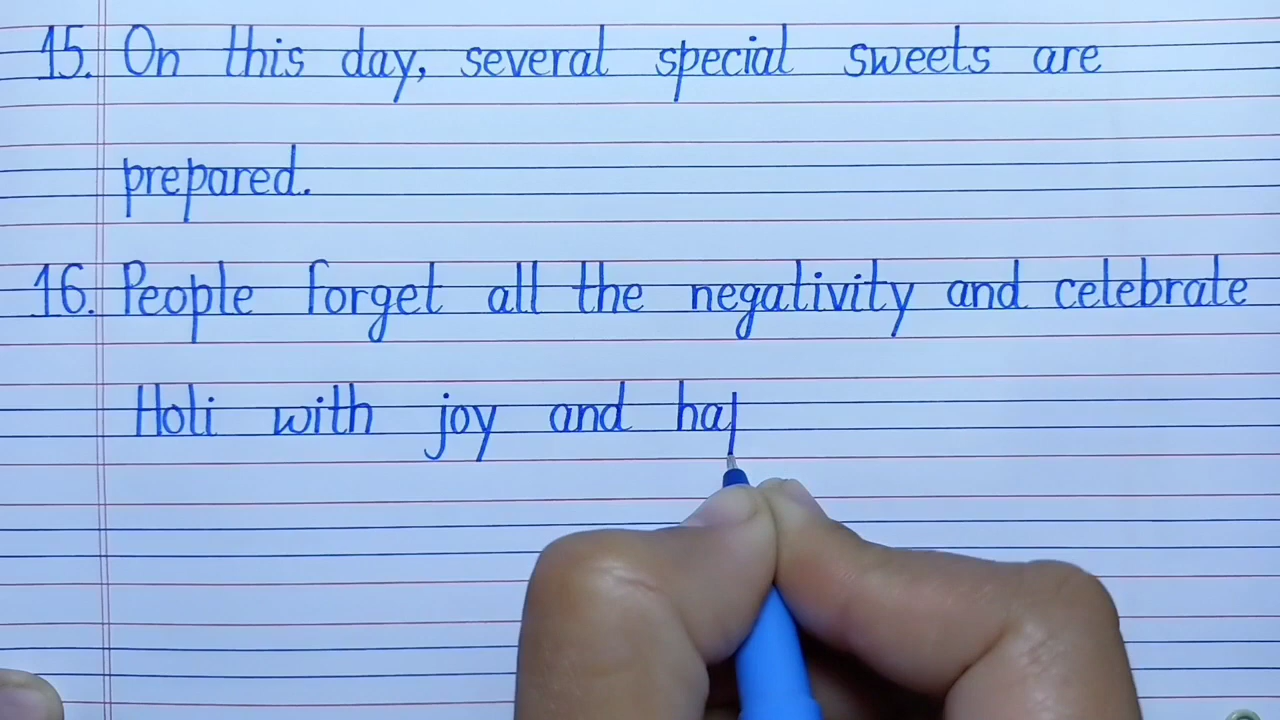 15. On this day, several special sweets are
prepared.
16. People forget all the negativity and celebrate
Holi with joy and hap